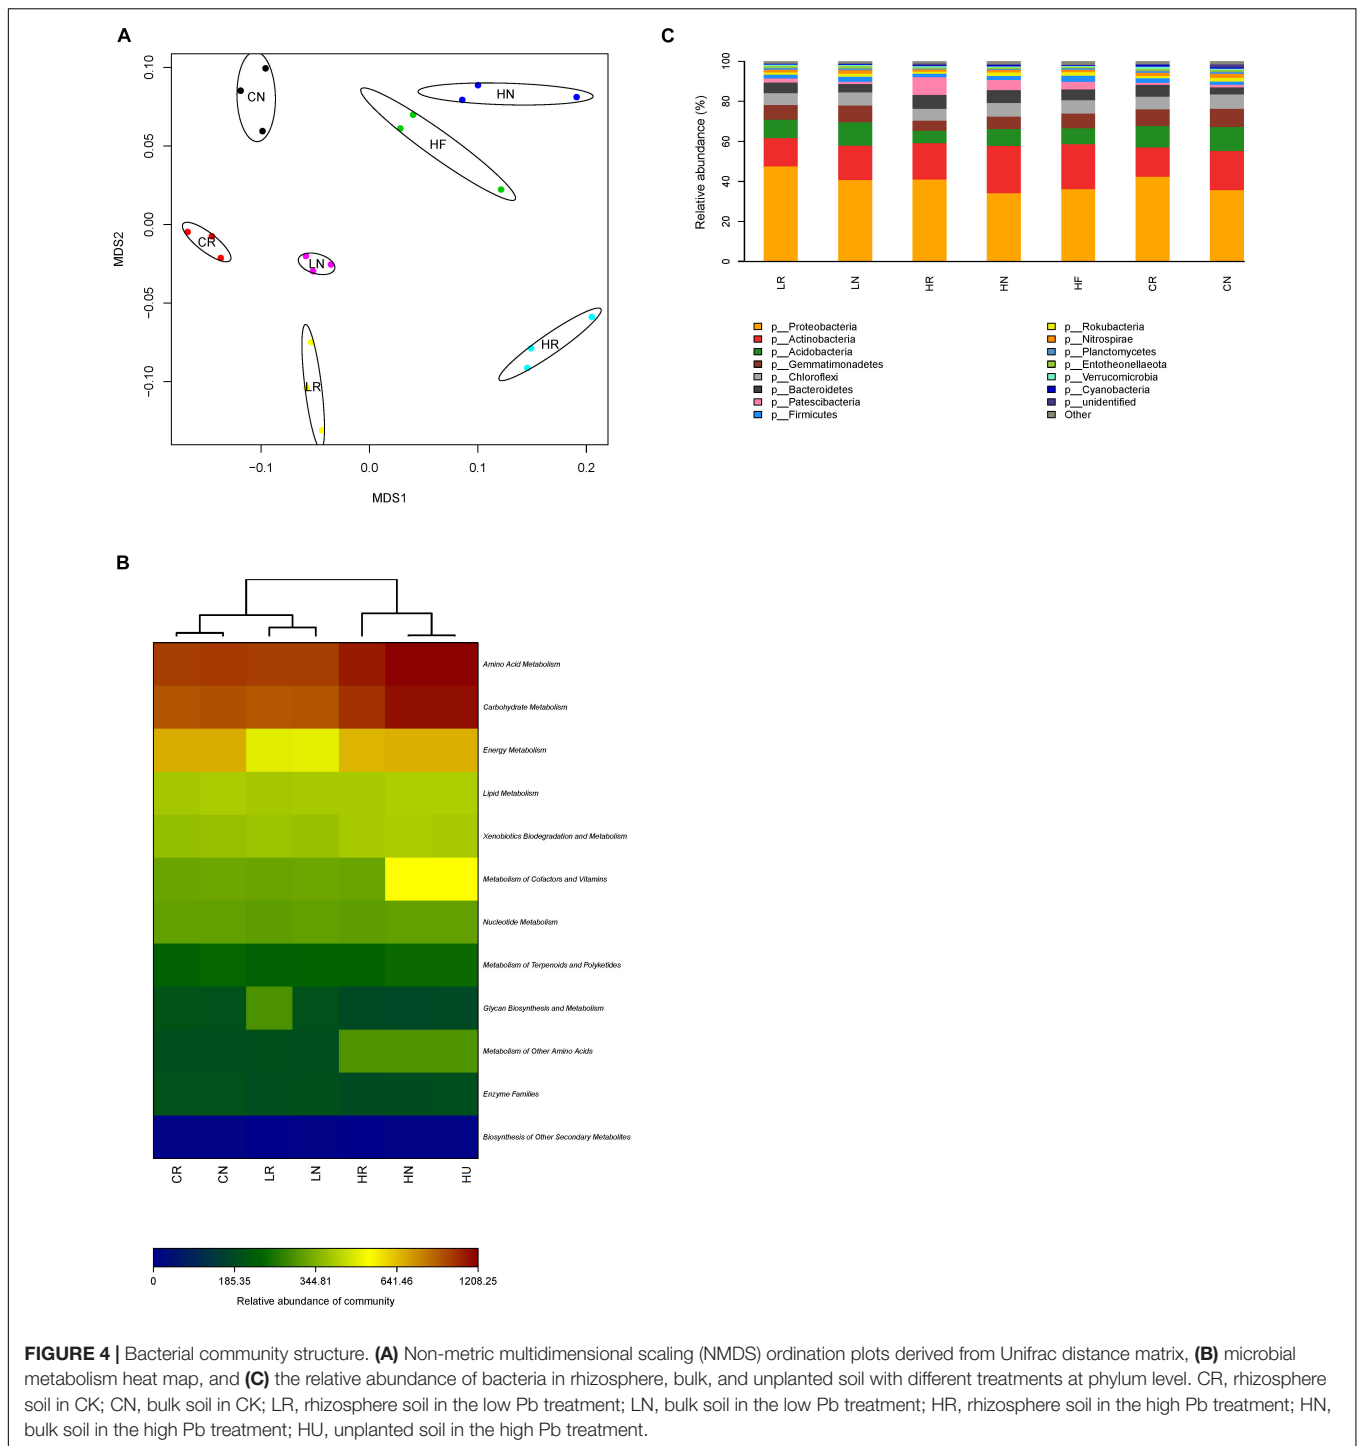 A
0.10
0.05
0.00
−0.05
−0.10
MDS2
CN
HN
HF
CR
LN
LR
HR
−0.1
0.0
0.1
0.2
MDS1
C
100
80
60
40
20
0
Relative abundance (%)
LR
LN
HR
HN
HF
CR
CN
p__Proteobacteria
p__Actinobacteria
p__Acidobacteria
p__Gemmatimonadetes
p__Chloroflexi
p__Bacteroidetes
p__Patescibacteria
p__Firmicutes
p__Rokubacteria
p__Nitrospirae
p__Planctomycetes
p__Entotheonellaeota
p__Verrucomicrobia
p__Cyanobacteria
p__unidentified
Other
B
Amino Acid Metabolism
Carbohydrate Metabolism
Energy Metabolism
Lipid Metabolism
Xenobiotics Biodegradation and Metabolism
Metabolism of Cofactors and Vitamins
Nucleotide Metabolism
Metabolism of Terpenoids and Polyketides
Glycan Biosynthesis and Metabolism
Metabolism of Other Amino Acids
Enzyme Families
Biosynthesis of Other Secondary Metabolites
CR
CN
LR
LN
HR
HN
HU
0
185.35
344.81
641.46
1208.25
Relative abundance of community
FIGURE 4 | Bacterial community structure. (A) Non-metric multidimensional scaling (NMDS) ordination plots derived from Unifrac distance matrix, (B) microbial
metabolism heat map, and (C) the relative abundance of bacteria in rhizosphere, bulk, and unplanted soil with different treatments at phylum level. CR, rhizosphere
soil in CK; CN, bulk soil in CK; LR, rhizosphere soil in the low Pb treatment; LN, bulk soil in the low Pb treatment; HR, rhizosphere soil in the high Pb treatment; HN,
bulk soil in the high Pb treatment; HU, unplanted soil in the high Pb treatment.